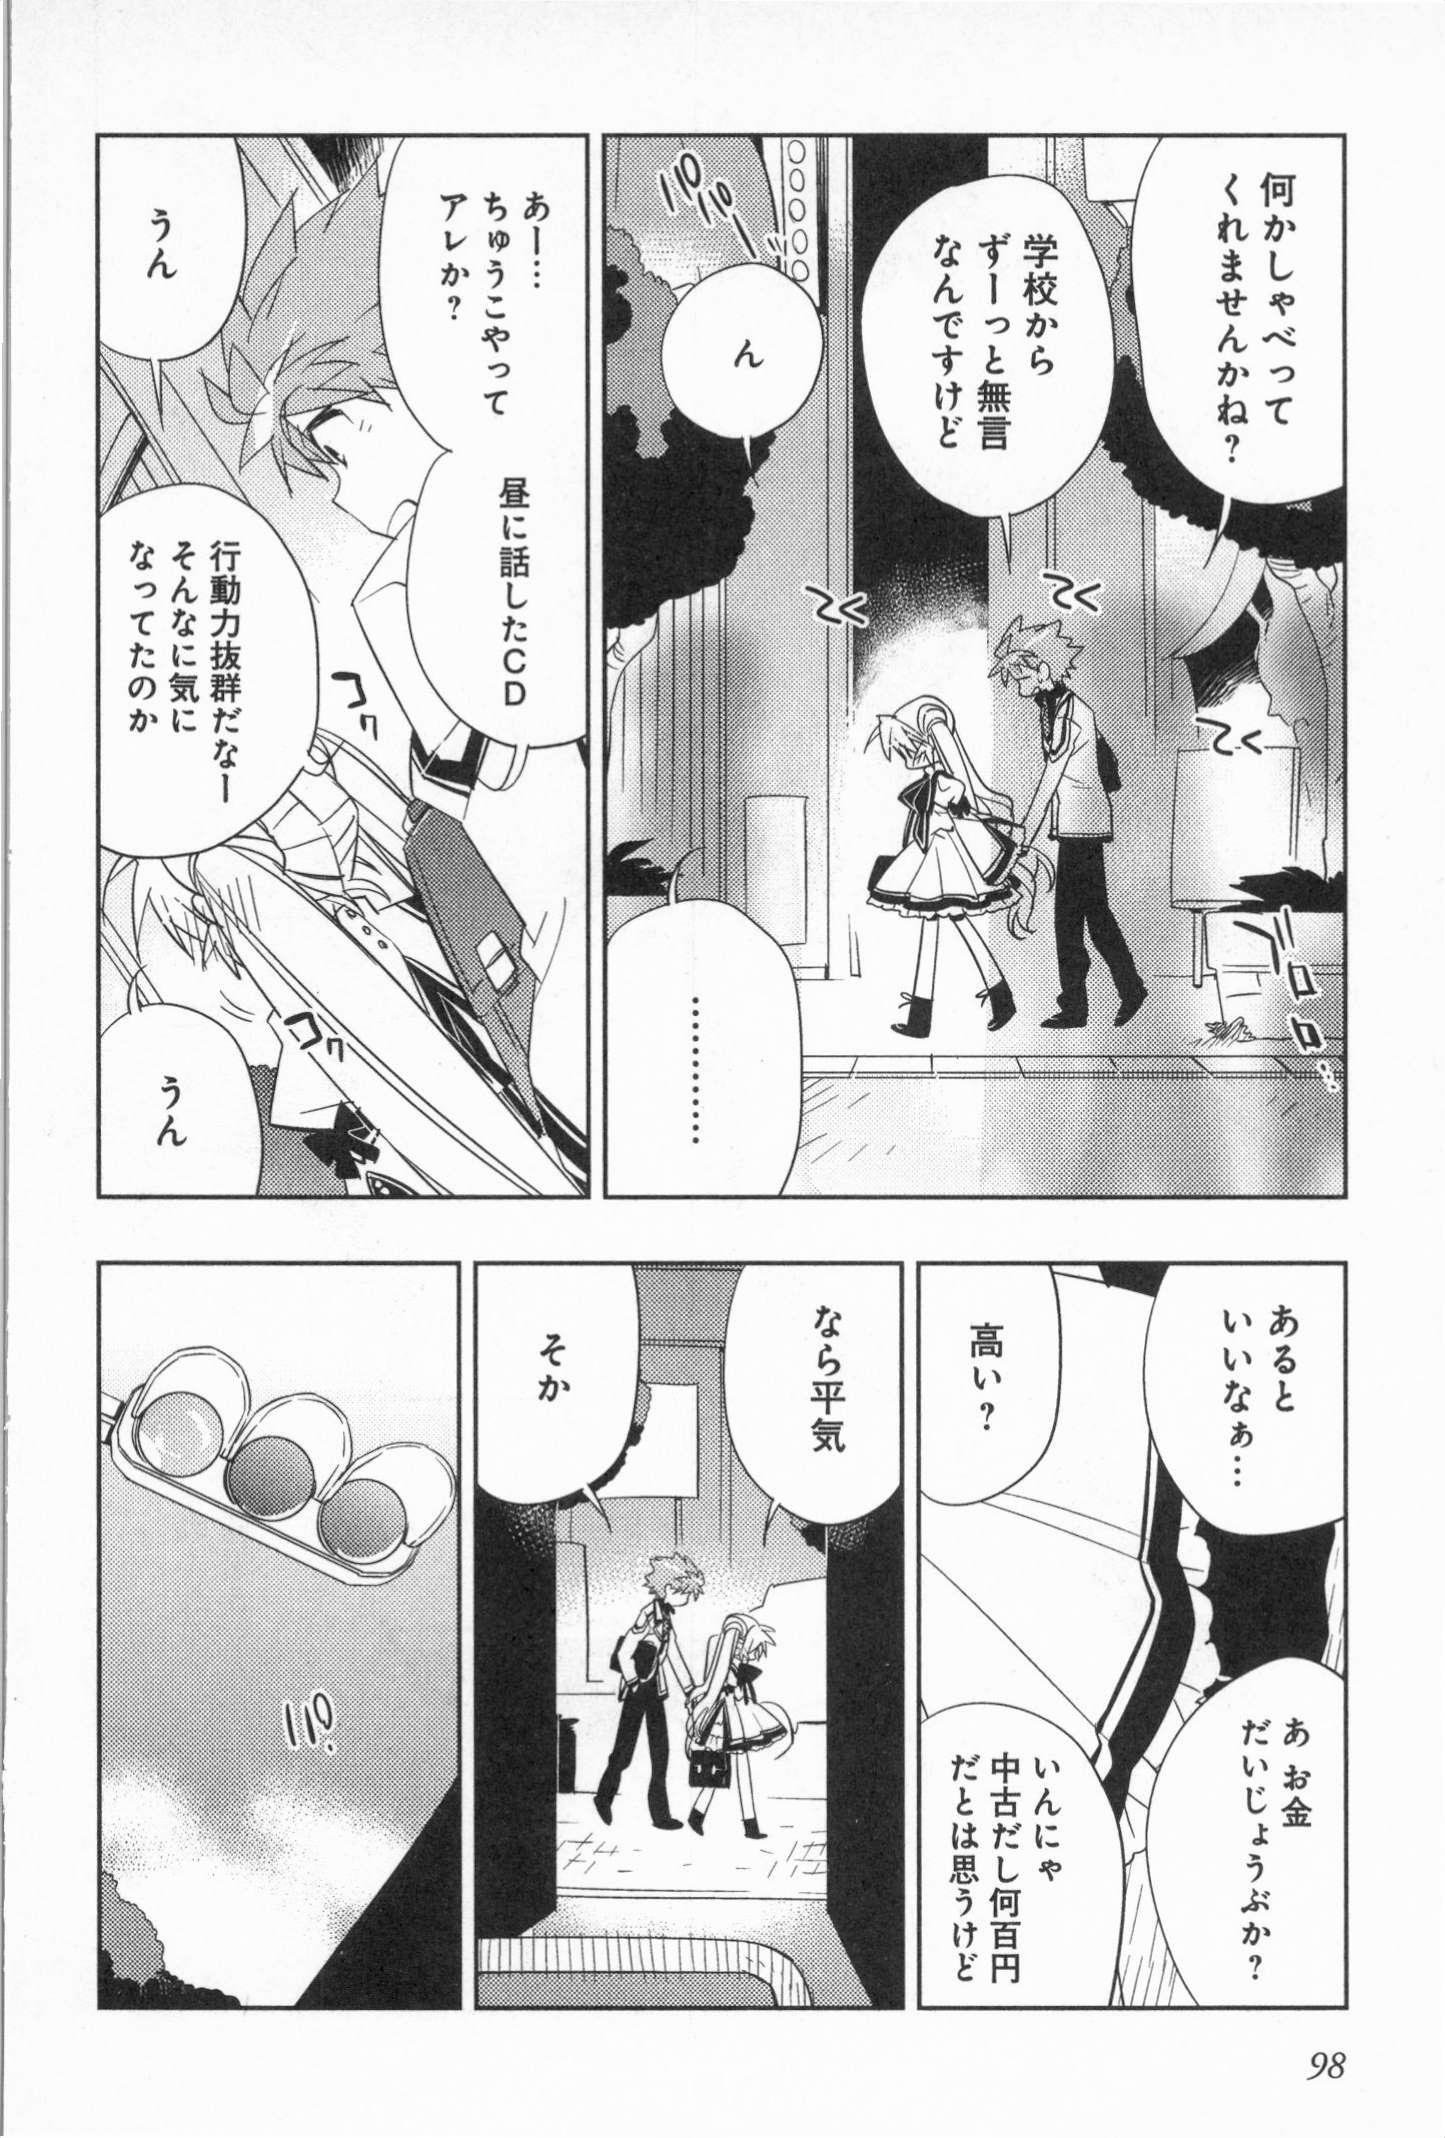 何かしゃべって
くれませんかね?
学校から
ずーっと無言
なんですけど
パパーッ
ん
てく
てく
てく
ブロロ…
…………
あー…
ちゅうこやって
アレか?
昼に話したCD
うん
コク
行動力抜群だなー
そんなに気に
なってたのか
コク
うん
あると
いいなぁ…
高い?
あ お金
だいじょうぶか?
いんにゃ
中古だし何百円
だとは思うけど
なら平気
そか
パパ
98